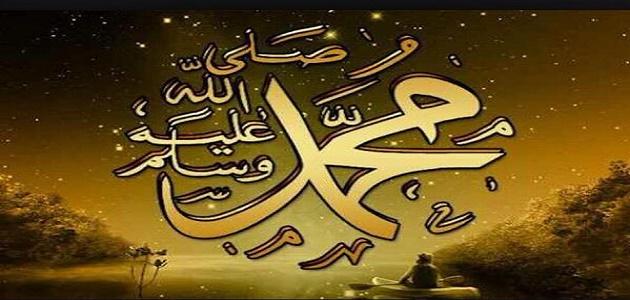 محمد
صلى
الله
عليه
وسلم